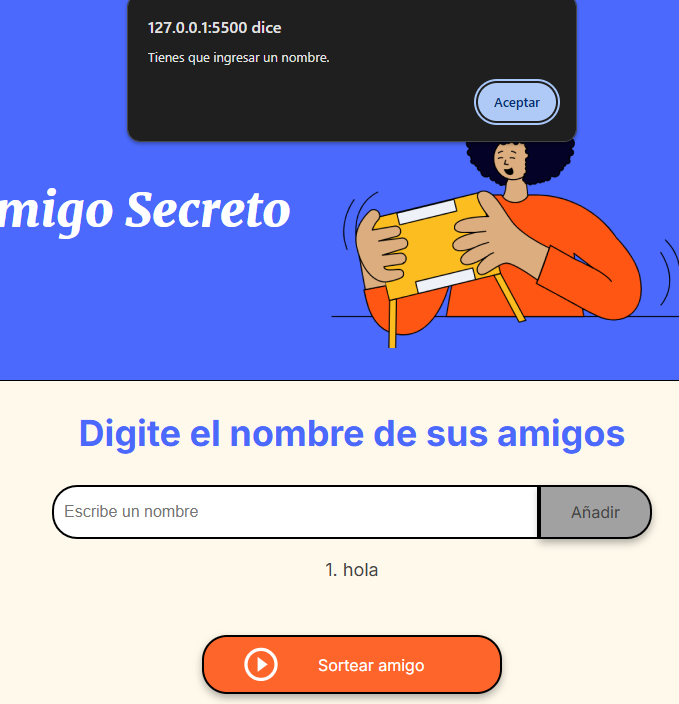 127.0.0.1:5500 dice
Tienes que ingresar un nombre.
Aceptar
migo Secreto
Digite el nombre de sus amigos
Escribe un nombre
Añadir
1. hola
Sortear amigo